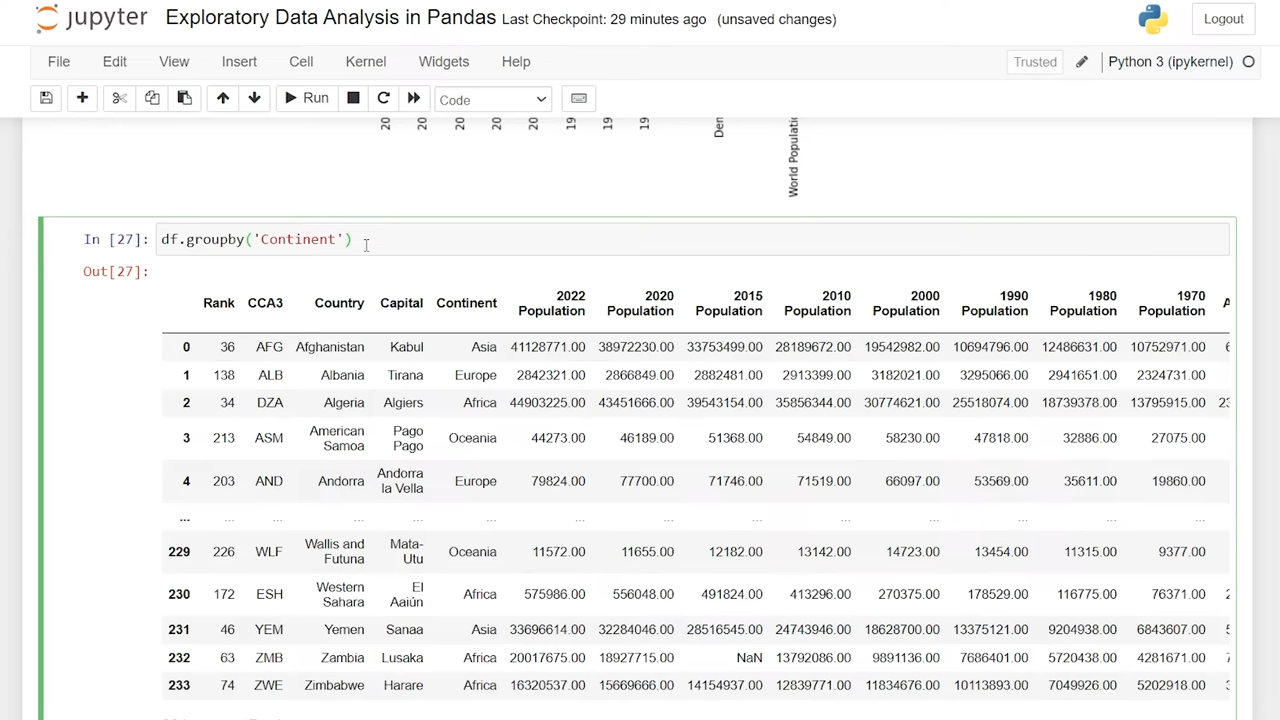 jupyter Exploratory Data Analysis in Pandas Last Checkpoint: 29 minutes ago (unsaved changes) Logout
File Edit View Insert Cell Kernel Widgets Help Trusted Python 3 (ipykernel)
Run Code
20 20 20 20 20 19 19 19 Den World Populati
In [27]: df.groupby('Continent')
Out[27]:
Rank CCA3 Country Capital Continent 2022 Population 2020 Population 2015 Population 2010 Population 2000 Population 1990 Population 1980 Population 1970 Population
0 36 AFG Afghanistan Kabul Asia 41128771.00 38972230.00 33753499.00 28189672.00 19542982.00 10694796.00 12486631.00 10752971.00
1 138 ALB Albania Tirana Europe 2842321.00 2866849.00 2882481.00 2913399.00 3182021.00 3295066.00 2941651.00 2324731.00
2 34 DZA Algeria Algiers Africa 44903225.00 43451666.00 39543154.00 35856344.00 30774621.00 25518074.00 18739378.00 13795915.00 23
3 213 ASM American Samoa Pago Pago Oceania 44273.00 46189.00 51368.00 54849.00 58230.00 47818.00 32886.00 27075.00
4 203 AND Andorra Andorra la Vella Europe 79824.00 77700.00 71746.00 71519.00 66097.00 53569.00 35611.00 19860.00
... ... ... ... ... ... ... ... ... ... ... ... ... ...
229 226 WLF Wallis and Futuna Mata-Utu Oceania 11572.00 11655.00 12182.00 13142.00 14723.00 13454.00 11315.00 9377.00
230 172 ESH Western Sahara El Aaiún Africa 575986.00 556048.00 491824.00 413296.00 270375.00 178529.00 116775.00 76371.00
231 46 YEM Yemen Sanaa Asia 33696614.00 32284046.00 28516545.00 24743946.00 18628700.00 13375121.00 9204938.00 6843607.00
232 63 ZMB Zambia Lusaka Africa 20017675.00 18927715.00 NaN 13792086.00 9891136.00 7686401.00 5720438.00 4281671.00
233 74 ZWE Zimbabwe Harare Africa 16320537.00 15669666.00 14154937.00 12839771.00 11834676.00 10113893.00 7049926.00 5202918.00